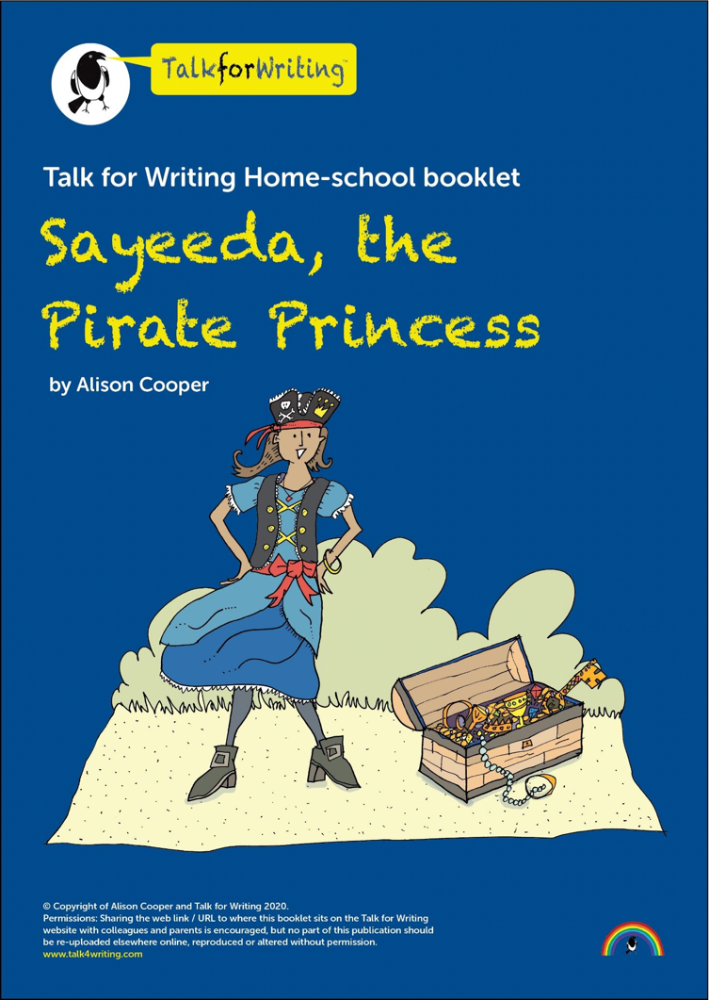 TalkforWriting™
Talk for Writing Home-school booklet
Sayeeda, the
Pirate Princess
by Alison Cooper
© Copyright of Alison Cooper and Talk for Writing 2020.
Permissions: Sharing the web link / URL to where this booklet sits on the Talk for Writing
website with colleagues and parents is encouraged, but no part of this publication should
be re-uploaded elsewhere online, reproduced or altered without permission.
www.talk4writing.com